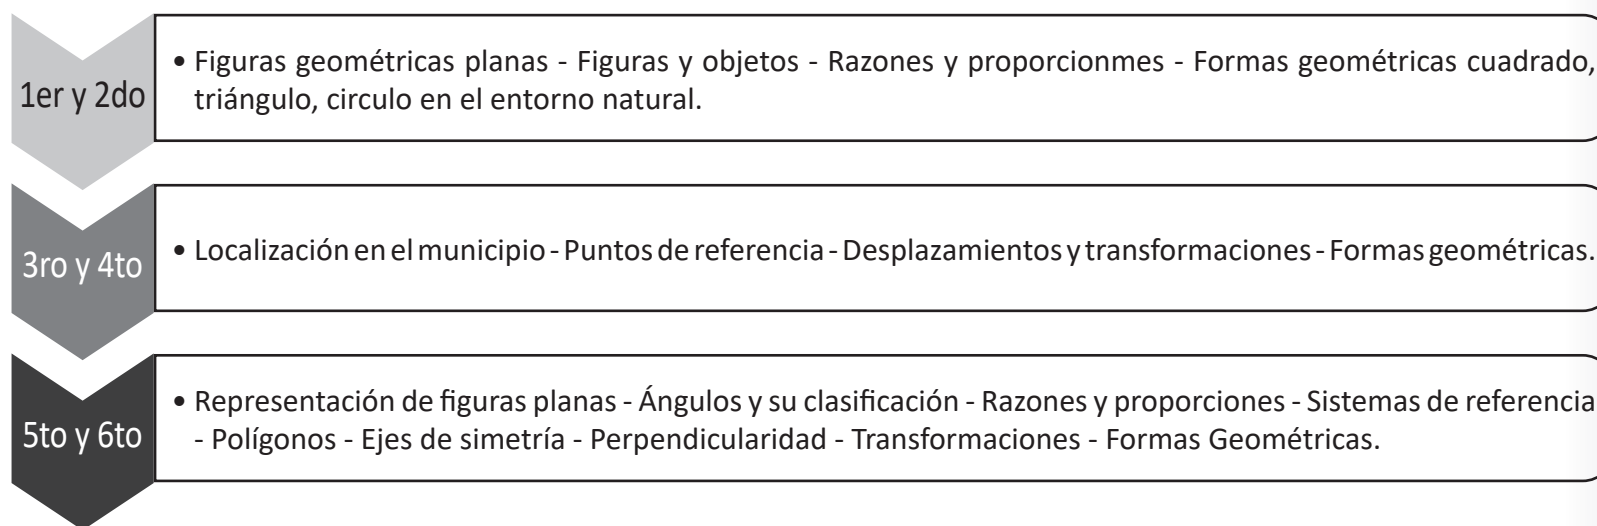 1er y 2do
• Figuras geométricas planas - Figuras y objetos - Razones y proporcionmes - Formas geométricas cuadrado,
triángulo, circulo en el entorno natural.
3ro y 4to
• Localización en el municipio - Puntos de referencia - Desplazamientos y transformaciones - Formas geométricas.
5to y 6to
• Representación de figuras planas - Ángulos y su clasificación - Razones y proporciones - Sistemas de referencia
- Polígonos - Ejes de simetría - Perpendicularidad - Transformaciones - Formas Geométricas.